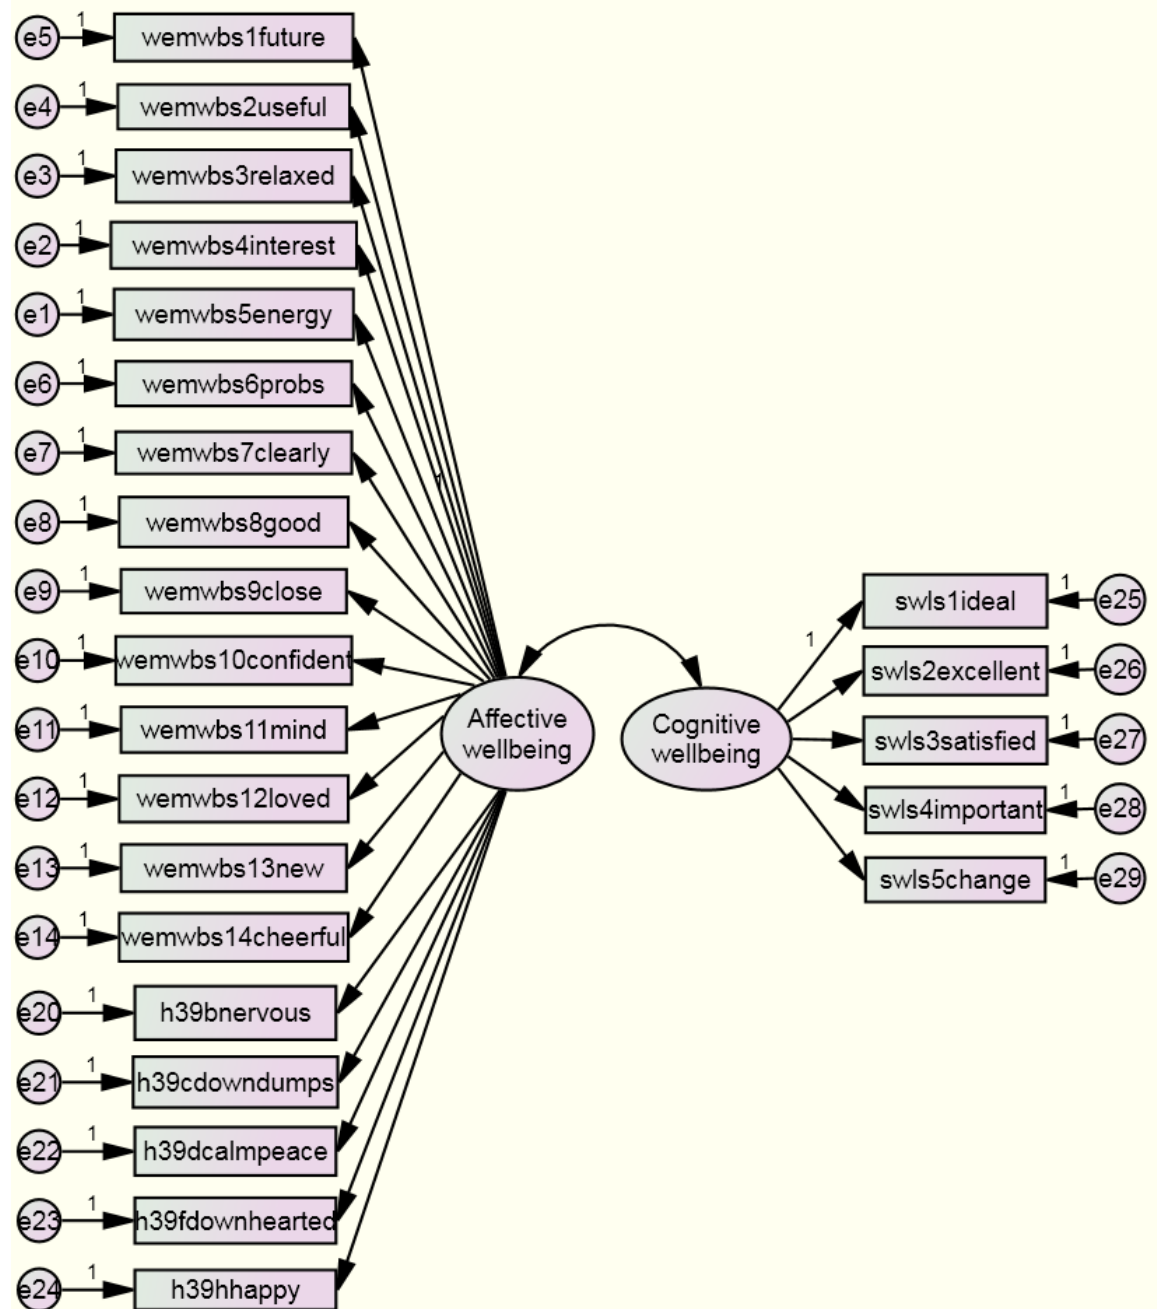 e5 1 wemwbs1future
e4 1 wemwbs2useful
e3 1 wemwbs3relaxed
e2 1 wemwbs4interest
e1 1 wemwbs5energy
e6 1 wemwbs6probs
e7 1 wemwbs7clearly
1
e8 1 wemwbs8good
e9 1 wemwbs9close
e10 1 wemwbs10confident
e11 1 wemwbs11mind
e12 1 wemwbs12loved
e13 1 wemwbs13new
e14 1 wemwbs14cheerful
e20 1 h39bnervous
e21 1 h39cdowndumps
e22 1 h39dcalmpeace
e23 1 h39fdownhearted
e24 1 h39hhappy
Affective
wellbeing
Cognitive
wellbeing
1
swls1ideal 1 e25
swls2excellent 1 e26
swls3satisfied 1 e27
swls4important 1 e28
swls5change 1 e29